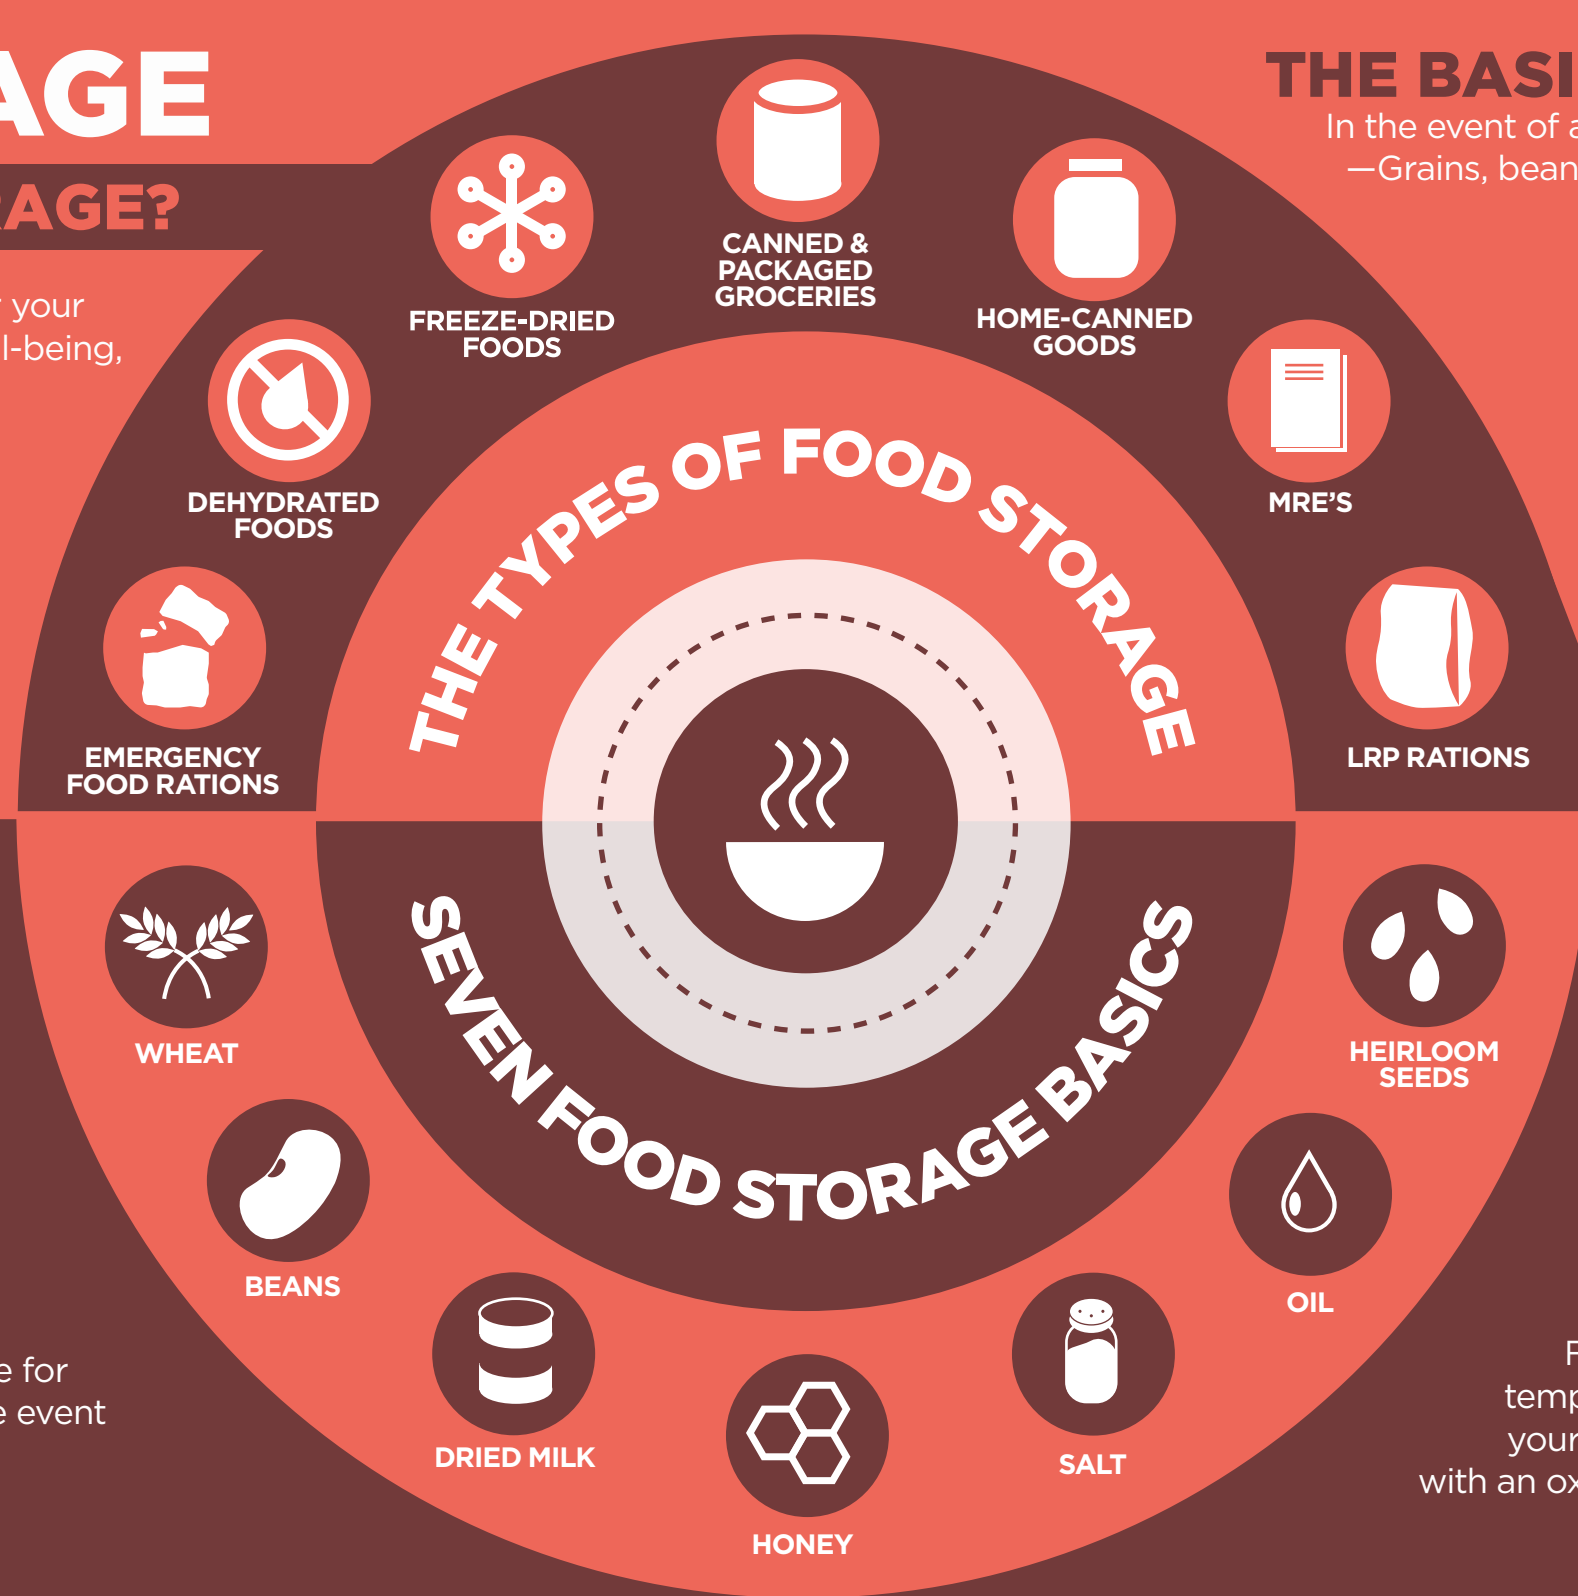 AGE
RAGE?
your
l-being,
THE BASI
In the event of a
—Grains, bean
FREEZE-DRIED
FOODS
CANNED &
PACKAGED
GROCERIES
HOME-CANNED
GOODS
DEHYDRATED
FOODS
MRE'S
EMERGENCY
FOOD RATIONS
LRP RATIONS
THE TYPES OF FOOD STORAGE
SEVEN FOOD STORAGE BASICS
WHEAT
BEANS
DRIED MILK
HONEY
SALT
OIL
HEIRLOOM
SEEDS
e for
e event
F
temp
your
with an ox